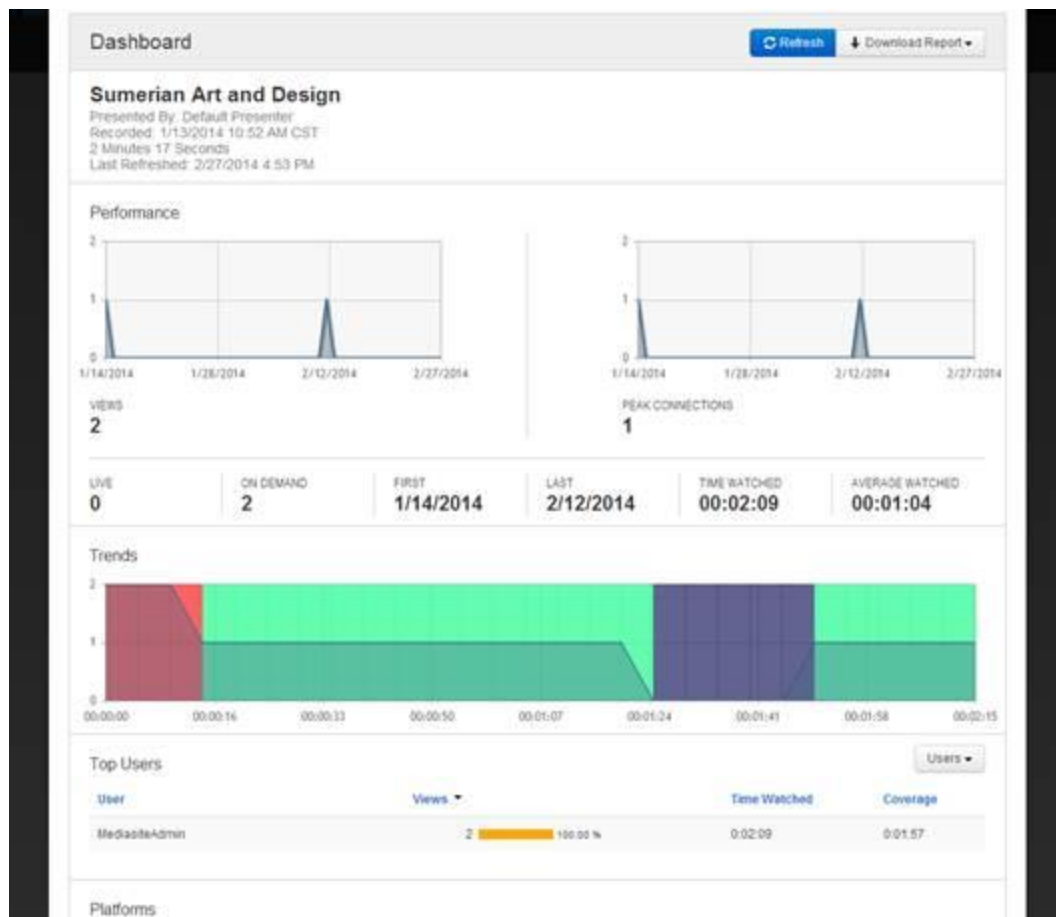 Dashboard
Refresh
Download Report
Sumerian Art and Design
Presented By: Default Presenter
Recorded: 1/13/2014 10:52 AM CST
2 Minutes 17 Seconds
Last Refreshed: 2/27/2014 4:53 PM
Performance
2
1
0
1/14/2014 1/28/2014 2/12/2014 2/27/2014
VIEWS
2
2
1
0
1/14/2014 1/28/2014 2/12/2014 2/27/2014
PEAK CONNECTIONS
1
LIVE
0
ON DEMAND
2
FIRST
1/14/2014
LAST
2/12/2014
TIME WATCHED
00:02:09
AVERAGE WATCHED
00:01:04
Trends
2
1
0
00:00:00 00:00:16 00:00:33 00:00:50 00:01:07 00:01:24 00:01:41 00:01:58 00:02:15
Top Users
Users
User Views Time Watched Coverage
MediasiteAdmin 2 100.00 % 0:02:09 0:01:57
Platforms